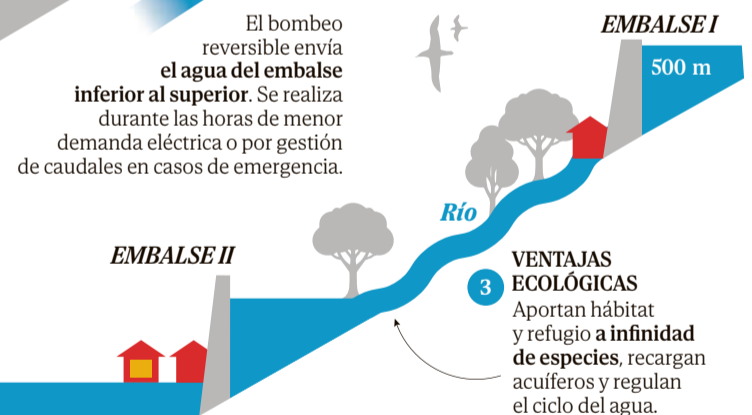 El bombeo
reversible envía
el agua del embalse
inferior al superior. Se realiza
durante las horas de menor
demanda eléctrica o por gestión
de caudales en casos de emergencia.
EMBALSE I
500 m
Río
EMBALSE II
3
VENTAJAS
ECOLÓGICAS
Aportan hábitat
y refugio a infinidad
de especies, recargan
acuíferos y regulan
el ciclo del agua.